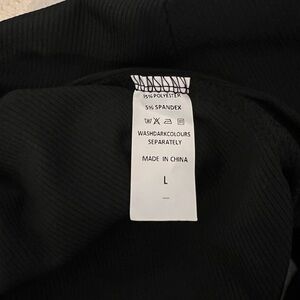 95% POLYESTER
5% SPANDEX
WASHDARKCOLOURS
SEPARATELY
MADE IN CHINA
L